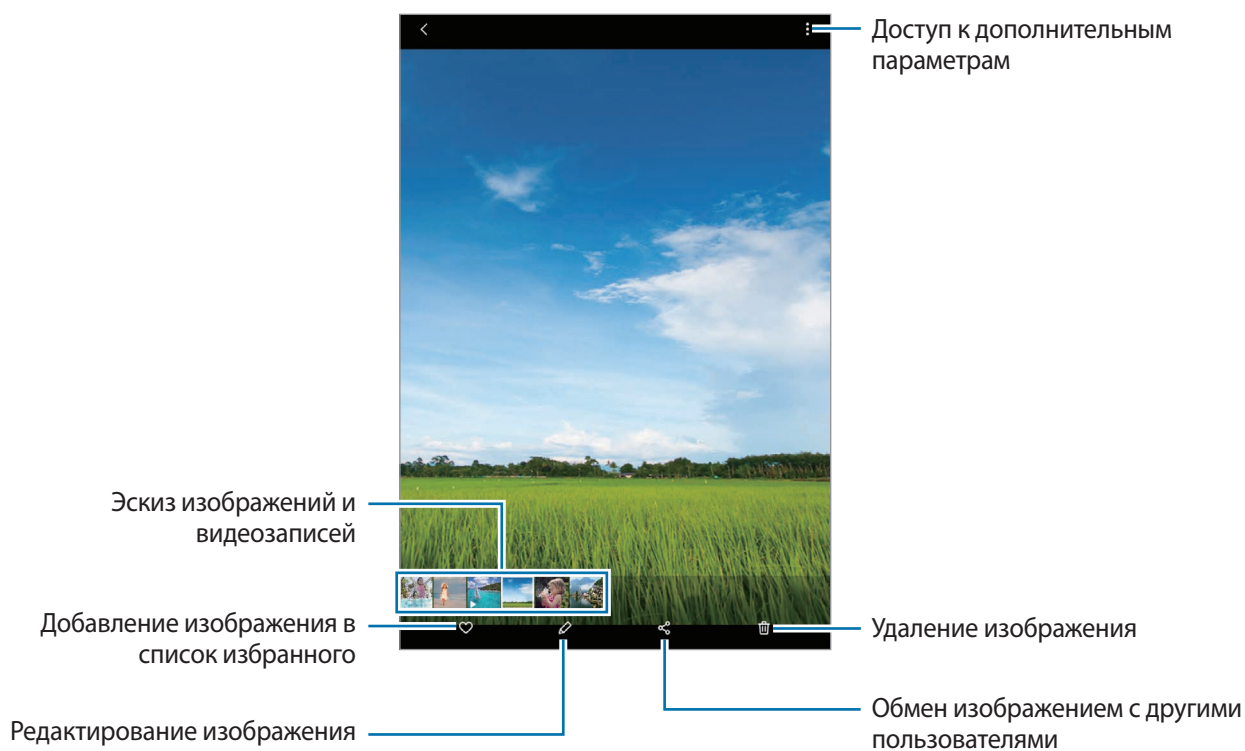 Доступ к дополнительным
параметрам
Эскиз изображений и
видеозаписей
Добавление изображения в
список избранного
Удаление изображения
Редактирование изображения
Обмен изображением с другими
пользователями